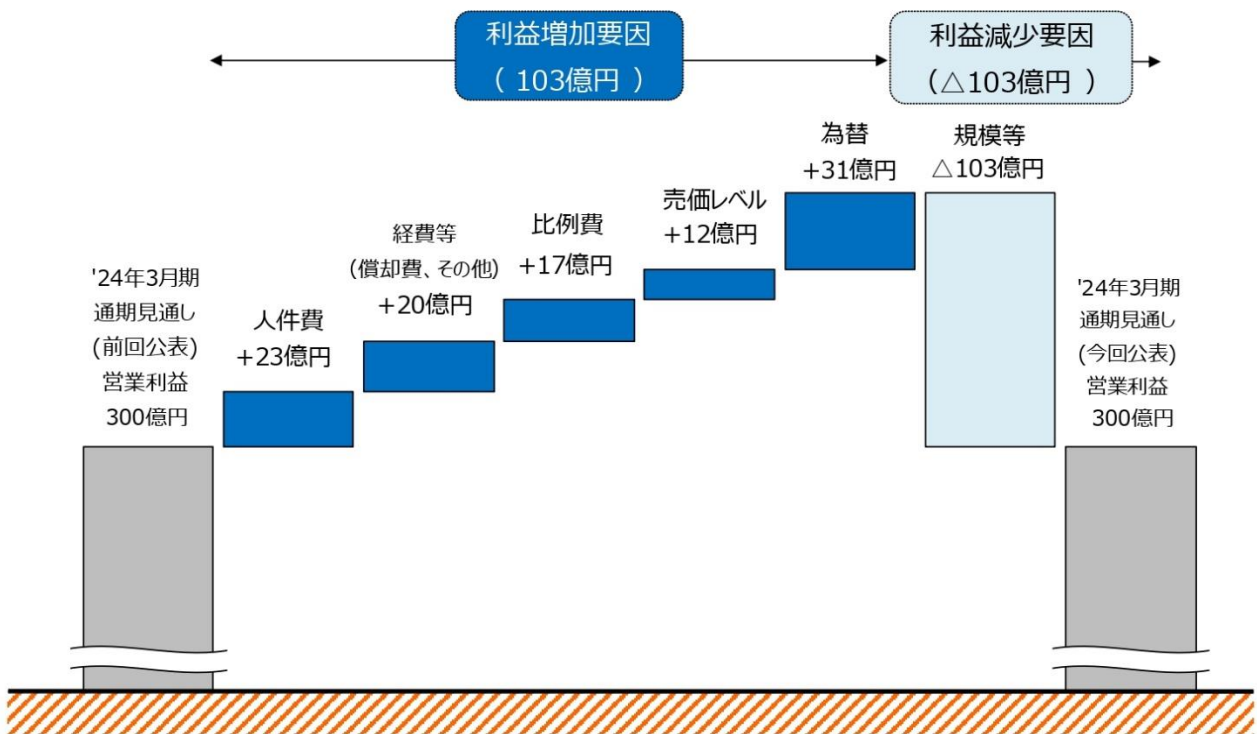 利益増加要因
（ 103億円 ）
利益減少要因
（△103億円 ）
'24年3月期
通期見通し
(前回公表)
営業利益
300億円
人件費
+23億円
経費等
(償却費、その他)
+20億円
比例費
+17億円
売価レベル
+12億円
為替
+31億円
規模等
△103億円
'24年3月期
通期見通し
(今回公表)
営業利益
300億円